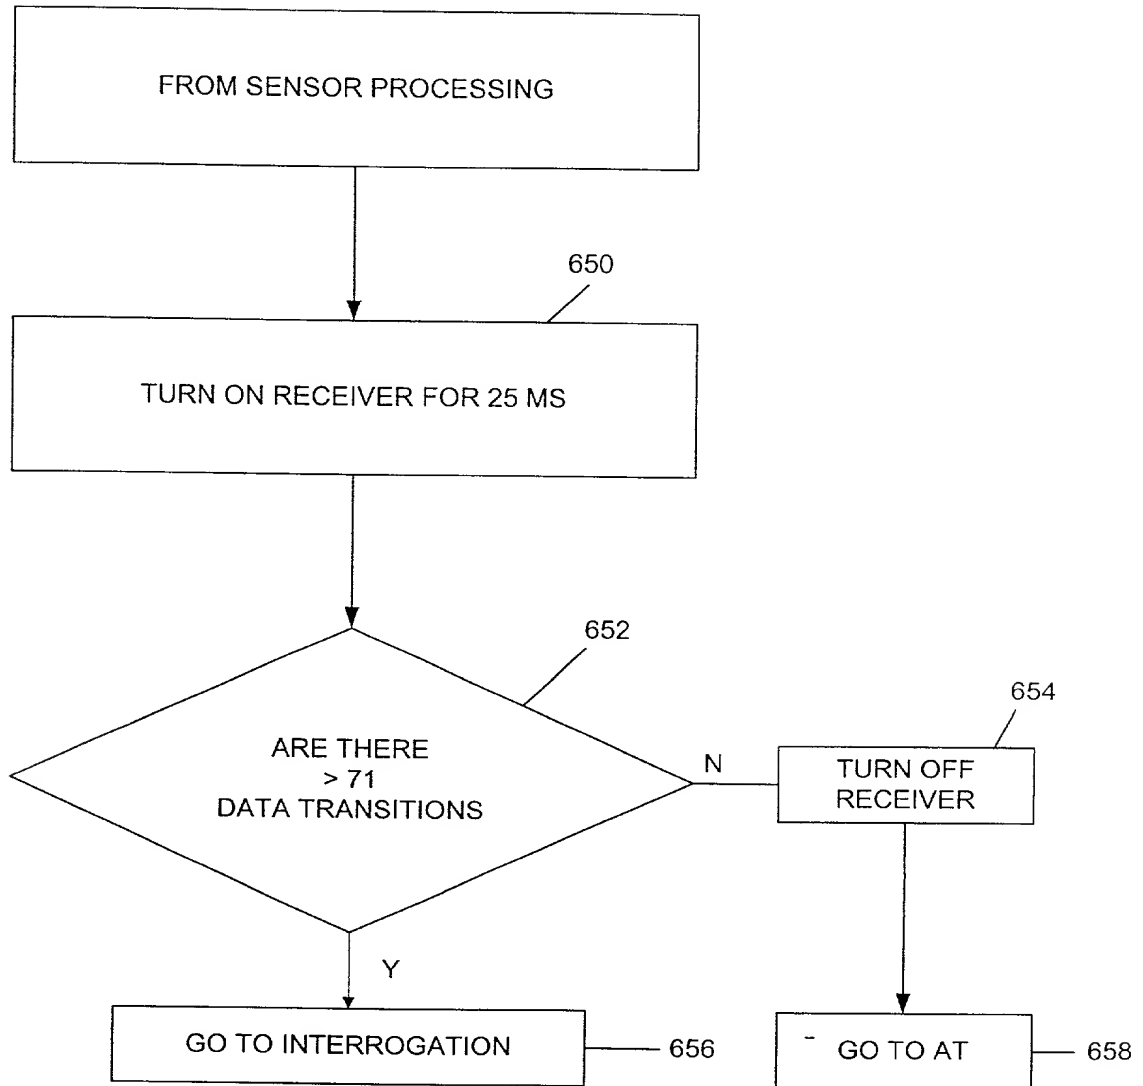 FROM SENSOR PROCESSING
650
TURN ON RECEIVER FOR 25 MS
652
ARE THERE
> 71
DATA TRANSITIONS
N
654
TURN OFF
RECEIVER
Y
GO TO INTERROGATION
656
GO TO AT
658